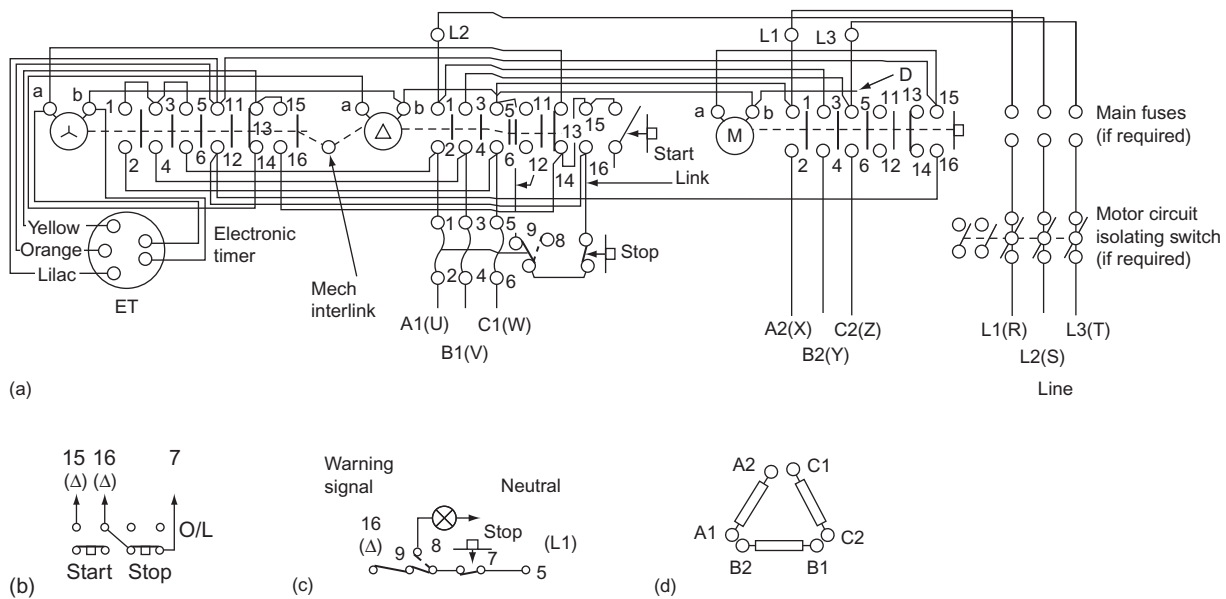 L2 L1 L3
a b 1 3 5 11 13 15
2 4 6 12 14 16
a b 1 3 5 11 13 15
2 4 6 12 14 16
Δ
Start
Link
D
a b 1 3 5 11 13 15
M
2 4 6 12 14 16
Main fuses
(if required)
Motor circuit
isolating switch
(if required)
Yellow
Orange
Lilac
ET
Electronic
timer
Mech
interlink
1 3 5
2 4 6
9 8
Stop
A1(U) C1(W)
B1(V)
A2(X) C2(Z)
B2(Y)
L1(R) L3(T)
L2(S)
Line
(a)
15 16 7
(Δ) (Δ)
O/L
Start Stop
(b)
Warning
signal
Neutral
16
(Δ)
9 8
Stop
7
(L1)
5
(c)
A2 C1
A1 C2
B2 B1
(d)